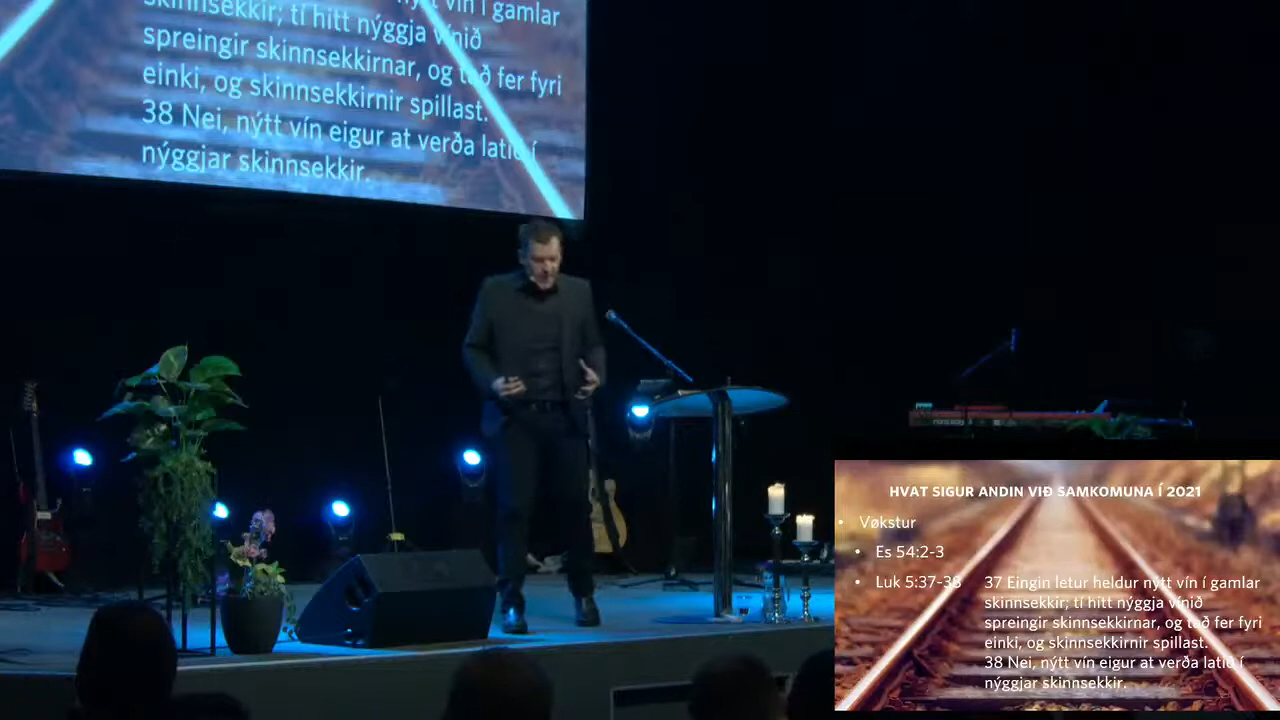 nýtt vín í gamlar
skinnsekkir; tí hitt nýggja vínið
spreingir skinnsekkirnar, og tað fer fyri
einki, og skinnsekkirnir spillast.
38 Nei, nýtt vín eigur at verða latið í
nýggjar skinnsekkir.
HVAT SIGUR ANDIN VIÐ SAMKOMUNA Í 2021
• Vøkstur
• Es 54:2-3
• Luk 5:37-38
37 Eingin letur heldur nýtt vín í gamlar
skinnsekkir; tí hitt nýggja vínið
spreingir skinnsekkirnar, og tað fer fyri
einki, og skinnsekkirnir spillast.
38 Nei, nýtt vín eigur at verða latið í
nýggjar skinnsekkir.